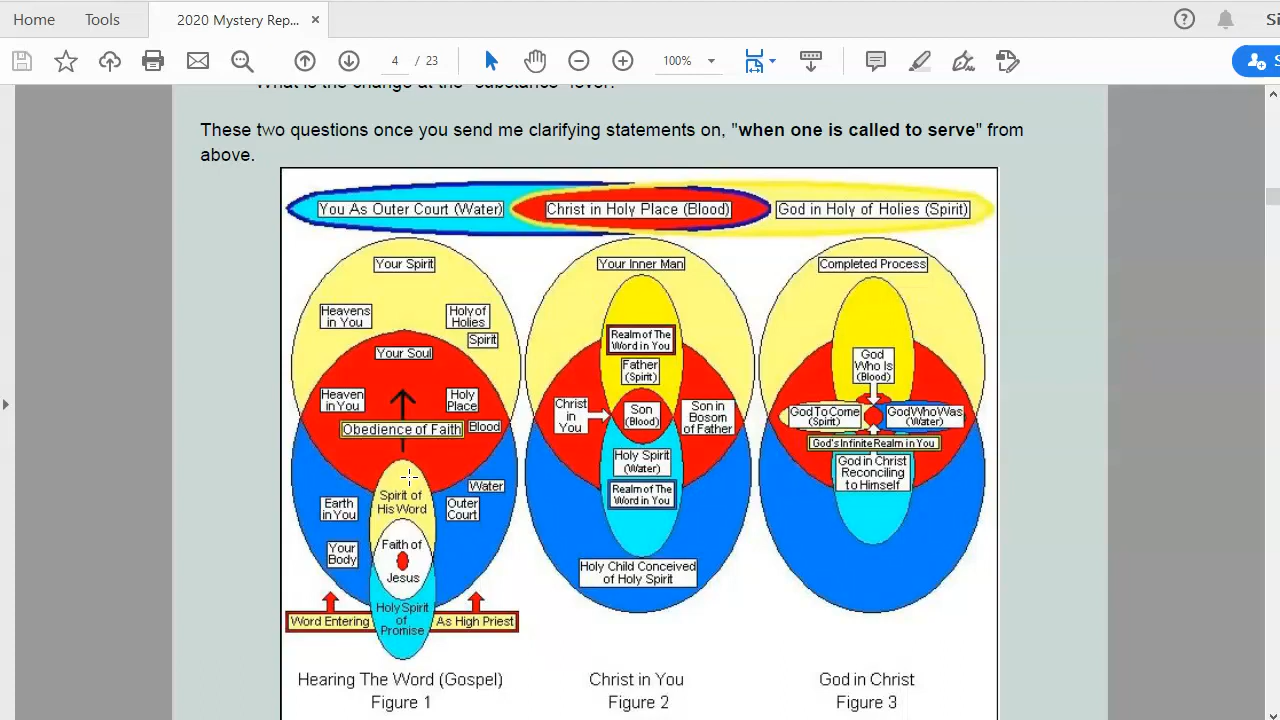 Home
Tools
2020 Mystery Rep...
4 / 23
100%
What is the change at the "substance" level?
These two questions once you send me clarifying statements on, "when one is called to serve" from
above.
You As Outer Court (Water)
Christ in Holy Place (Blood)
God in Holy of Holies (Spirit)
Your Spirit
Heavens
in You
Holy of
Holies
Spirit
Your Soul
Heaven
in You
Holy
Place
Obedience of Faith
Blood
Spirit of
His Word
Water
Earth
in You
Outer
Court
Your
Body
Faith of
Jesus
Holy Spirit
of
Promise
Word Entering
As High Priest
Hearing The Word (Gospel)
Figure 1
Your Inner Man
Realm of The
Word in You
Father
(Spirit)
Christ
in
You
Son
(Blood)
Son in
Bosom
of Father
Holy Spirit
(Water)
Realm of The
Word in You
Holy Child Conceived
of Holy Spirit
Christ in You
Figure 2
Completed Process
God
Who Is
(Blood)
God To Come
(Spirit)
God Who Was
(Water)
God's Infinite Realm in You
God in Christ
Reconciling
to Himself
God in Christ
Figure 3